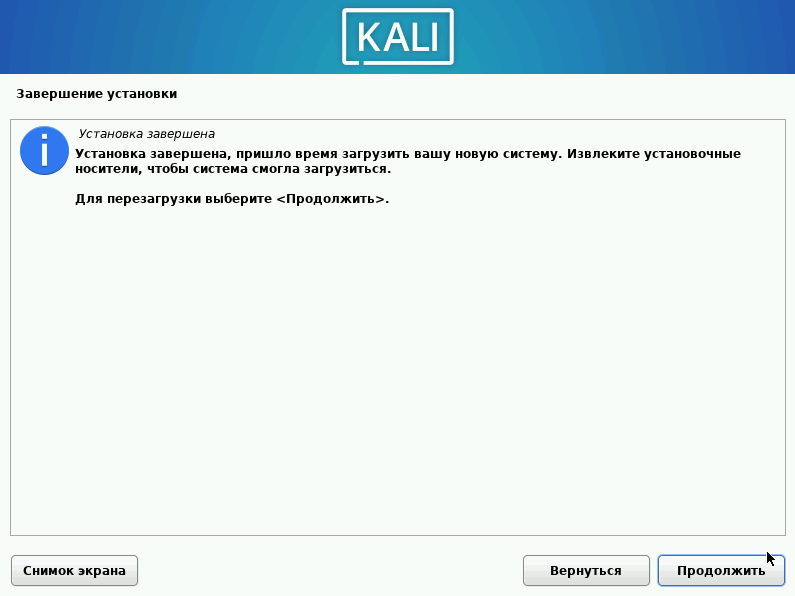 KALI
Завершение установки
Установка завершена
Установка завершена, пришло время загрузить вашу новую систему. Извлеките установочные
носители, чтобы система смогла загрузиться.
Для перезагрузки выберите <Продолжить>.
Снимок экрана
Вернуться
Продолжить